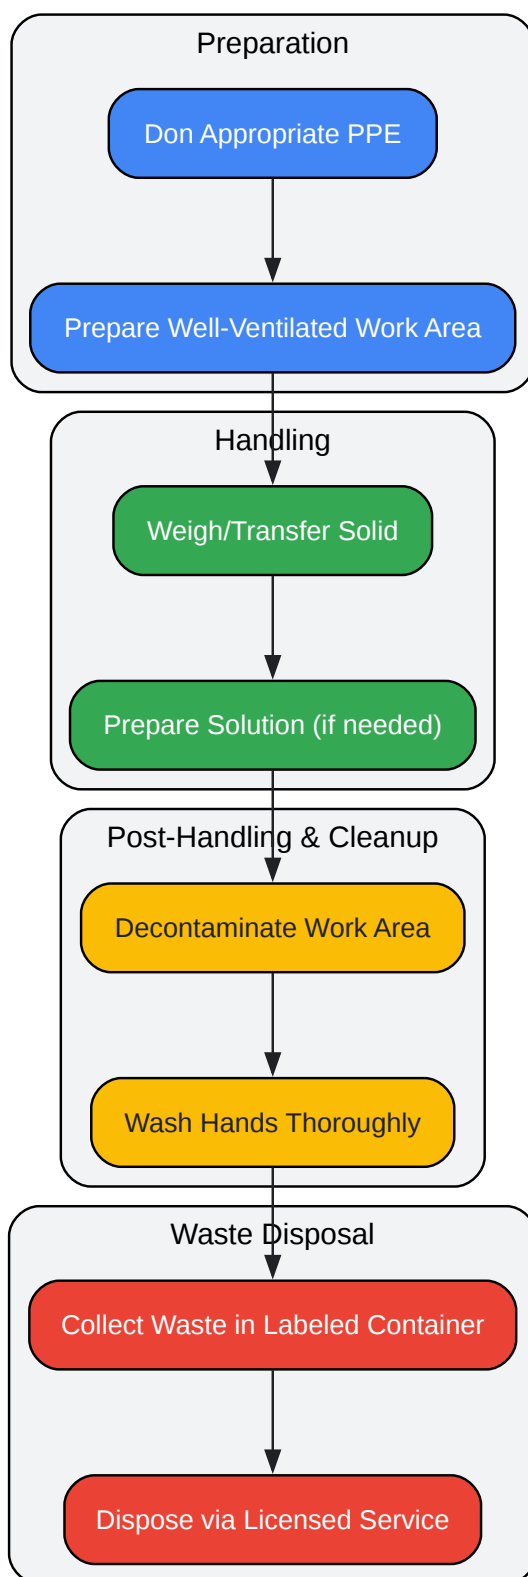 Preparation
Don Appropriate PPE
Prepare Well-Ventilated Work Area
Handling
Weigh/Transfer Solid
Prepare Solution (if needed)
Post-Handling & Cleanup
Decontaminate Work Area
Wash Hands Thoroughly
Waste Disposal
Collect Waste in Labeled Container
Dispose via Licensed Service